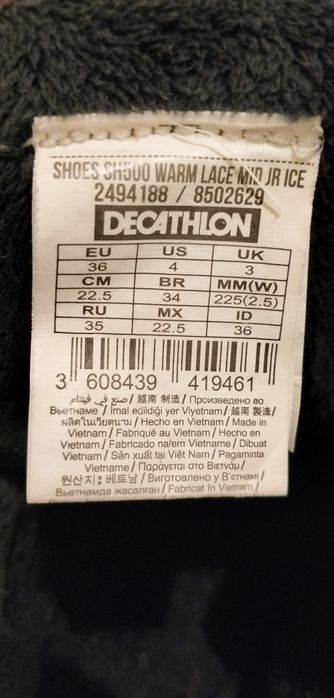 SHOES SH500 WARM LACE MID JR ICE
2494188 / 8502629
DECATHLON
EU US UK
36 4 3
CM BR MM(W)
22.5 34 225(2.5)
RU MX ID
35 22.5 36
3 608439 419461
صنع في فيتنام / 越南 制造 / Произведено во
Вьетнаме / İmal edildiği yer Viyetnam / 越南 製造 /
ผลิตในเวียดนาม / Hecho en Vietnam / Made in
Vietnam / Fabriqué au Vietnam / Hecho en
Vietnam / Fabricado na/em Vietname / Dibuat
Vietnam / Sản xuất tại Việt Nam / Pagaminta
Vietname / Παράγεται στο Βιετνάμ /
원산지: 베트남 / Виготовлено у В'єтнамі /
Вьетнамда жасалған / Fabricat în Vietnam /